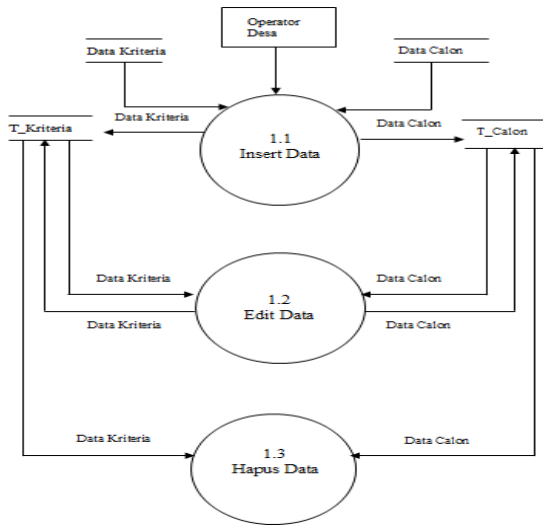 Operator
Desa
Data Kriteria
Data Calon
T_Kriteria
Data Kriteria
1.1
Insert Data
Data Calon
T_Calon
Data Kriteria
1.2
Edit Data
Data Calon
Data Kriteria
Data Calon
Data Kriteria
1.3
Hapus Data
Data Calon